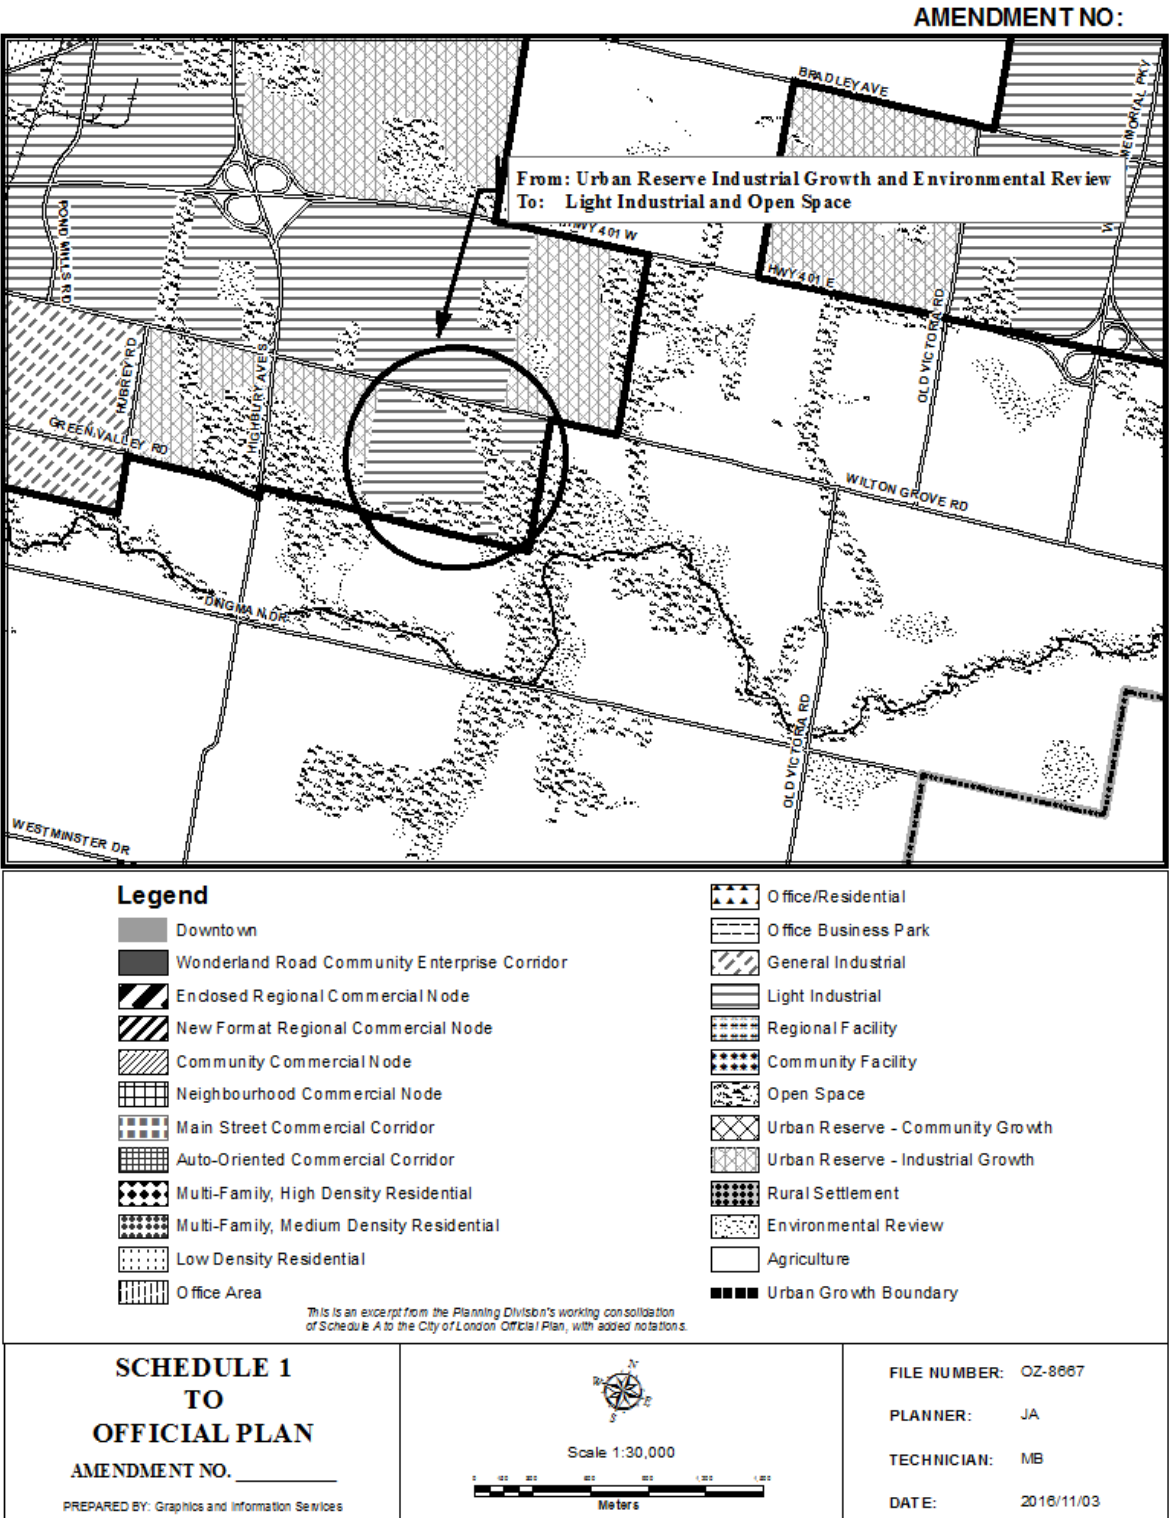 AMENDMENT NO:
BRADLEY AVE
MEMORIAL PKY
From: Urban Reserve Industrial Growth and Environmental Review
To: Light Industrial and Open Space
HWY 401 W
HWY 401 E
POND MILLS RD
OLD VICTORIA RD
HUBREY RD
HIGHBURY AVE S
GREEN VALLEY RD
WILTON GROVE RD
DINGMAN DR
OLD VICTORIA RD
WESTMINSTER DR
Legend
Downtown
Wonderland Road Community Enterprise Corridor
Enclosed Regional Commercial Node
New Format Regional Commercial Node
Community Commercial Node
Neighbourhood Commercial Node
Main Street Commercial Corridor
Auto-Oriented Commercial Corridor
Multi-Family, High Density Residential
Multi-Family, Medium Density Residential
Low Density Residential
Office Area
Office/Residential
Office Business Park
General Industrial
Light Industrial
Regional Facility
Community Facility
Open Space
Urban Reserve - Community Growth
Urban Reserve - Industrial Growth
Rural Settlement
Environmental Review
Agriculture
Urban Growth Boundary
This is an excerpt from the Planning Division's working consolidation
of Schedule A to the City of London Official Plan, with added notations.
SCHEDULE 1
TO
OFFICIAL PLAN
AMENDMENT NO. ___________
PREPARED BY: Graphics and Information Services
N
W
E
S
Scale 1:30,000
Meters
FILE NUMBER: OZ-8667
PLANNER: JA
TECHNICIAN: MB
DATE: 2016/11/03